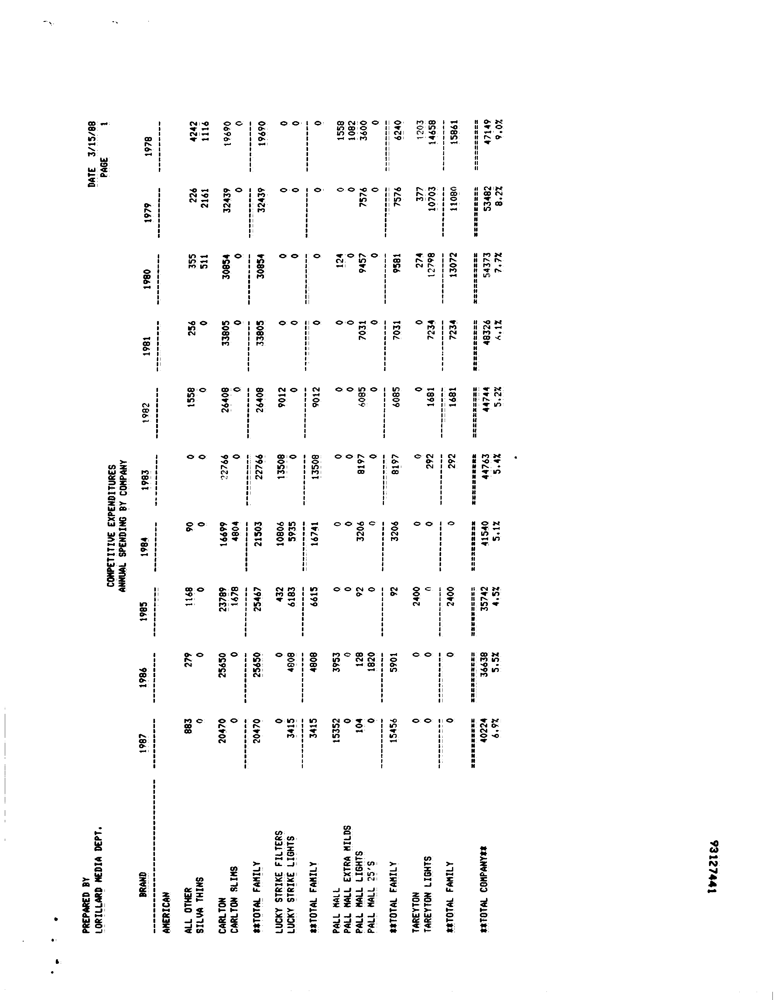 PREPARED BY DATE 3/15/88
LORILLARD MEDIA DEPT. PAGE 1
COMPETITIVE EXPENDITURES
ANNUAL SPENDING BY COMPANY
BRAND 1987 1986 1985 1984 1983 1982 1981 1980 1979 1978
AMERICAN
ALL OTHER 883 279 1168 90 0 1558 256 355 226 4242
SILVA THINS 0 0 0 0 0 0 0 511 2161 1116
CARLTON 20470 25650 23789 16699 22766 26408 33805 30854 32439 19690
CARLTON SLIMS 0 0 1678 4804 0 0 0 0 0 0
**TOTAL FAMILY 20470 25650 25467 21503 22766 26408 33805 30854 32439 19690
LUCKY STRIKE FILTERS 0 0 432 10806 13508 9012 0 0 0 0
LUCKY STRIKE LIGHTS 3415 4808 6183 5935 0 0 0 0 0 0
**TOTAL FAMILY 3415 4808 6615 16741 13508 9012 0 0 0 0
PALL MALL 15352 3953 0 0 0 0 0 124 0 1558
PALL MALL EXTRA MILDS 0 0 0 0 0 0 0 0 0 1082
PALL MALL LIGHTS 104 128 92 3206 8197 6085 7031 9457 7576 3600
PALL MALL 25'S 0 1820 0 0 0 0 0 0 0 0
**TOTAL FAMILY 15456 5901 92 3206 8197 6085 7031 9581 7576 6240
TAREYTON 0 0 2400 0 0 0 0 274 377 1203
TAREYTON LIGHTS 0 0 0 0 292 1681 7234 12798 10703 14658
**TOTAL FAMILY 0 0 2400 0 292 1681 7234 13072 11080 15861
**TOTAL COMPANY** 40224 36638 35742 41540 44763 44744 48326 54373 53482 47149
6.9% 5.5% 4.5% 5.1% 5.4% 5.2% 7.7% 8.2% 9.0%
93127441